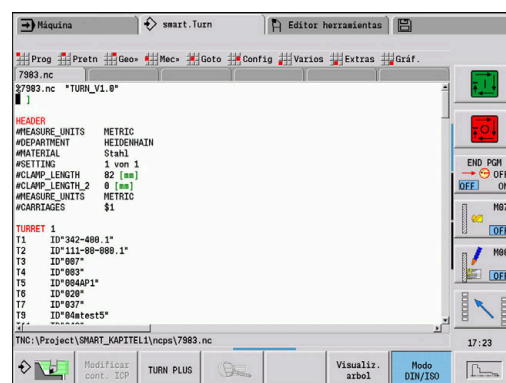 Máquina
smart.Turn
Editor herramientas
Prog Pretn Geo» Mec» Goto Config Varios Extras Gráf.
7983.nc
%7983.nc "TURN_V1.0"
]
HEADER
#MEASURE_UNITS METRIC
#DEPARTMENT HEIDENHAIN
#MATERIAL Stahl
#SETTING 1 von 1
#CLAMP_LENGTH 82 [mm]
#CLAMP_LENGTH_2 0 [mm]
#MEASURE_UNITS METRIC
#CARRIAGES $1
TURRET 1
T1 ID"342-400.1"
T2 ID"111-80-080.1"
T3 ID"007"
T4 ID"003"
T5 ID"004AP1"
T6 ID"020"
T7 ID"037"
T9 ID"04mtest5"
TNC:\Project\SMART_KAPITEL1\ncps\7983.nc
END PGM
OFF
OFF
M07
OFF
M08
OFF
17:23
Modificar
cont. ICP
TURN PLUS
Visualiz.
arbol
Modo
DIN/ISO